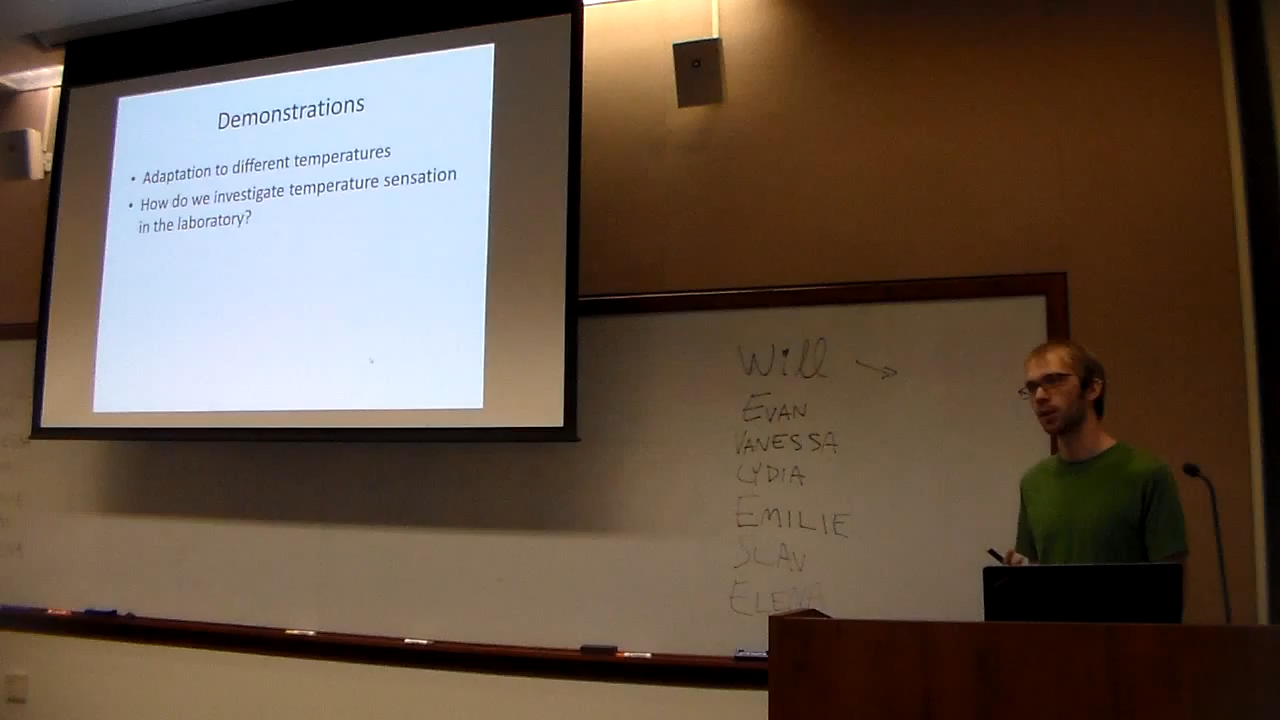 Demonstrations
• Adaptation to different temperatures
• How do we investigate temperature sensation
in the laboratory?
Will →
EVAN
VANESSA
LYDIA
EMILIE
SLAV
ELENA